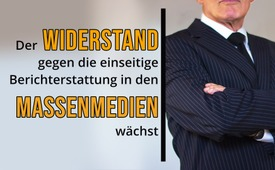 Der WIDERSTAND
gegen die einseitige
Berichterstattung in den
MASSENMEDIEN
wächst